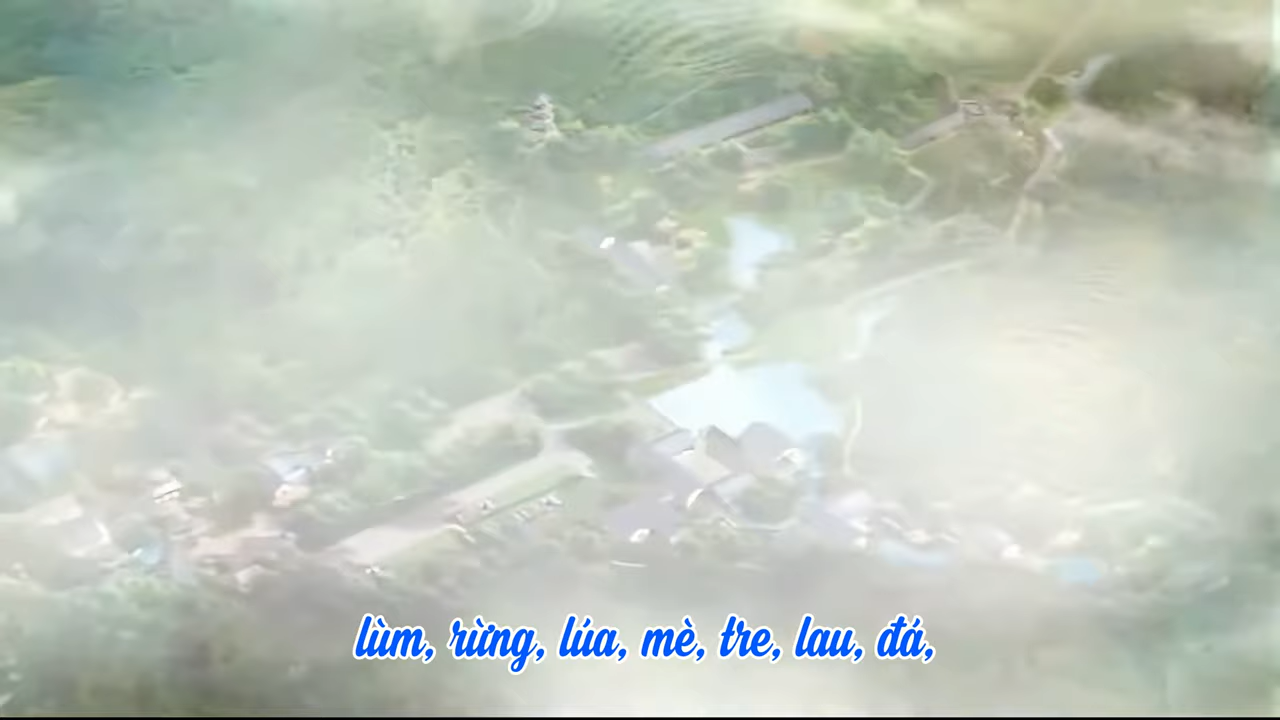 lùm, rừng, lúa, mè, tre, lau, đá,